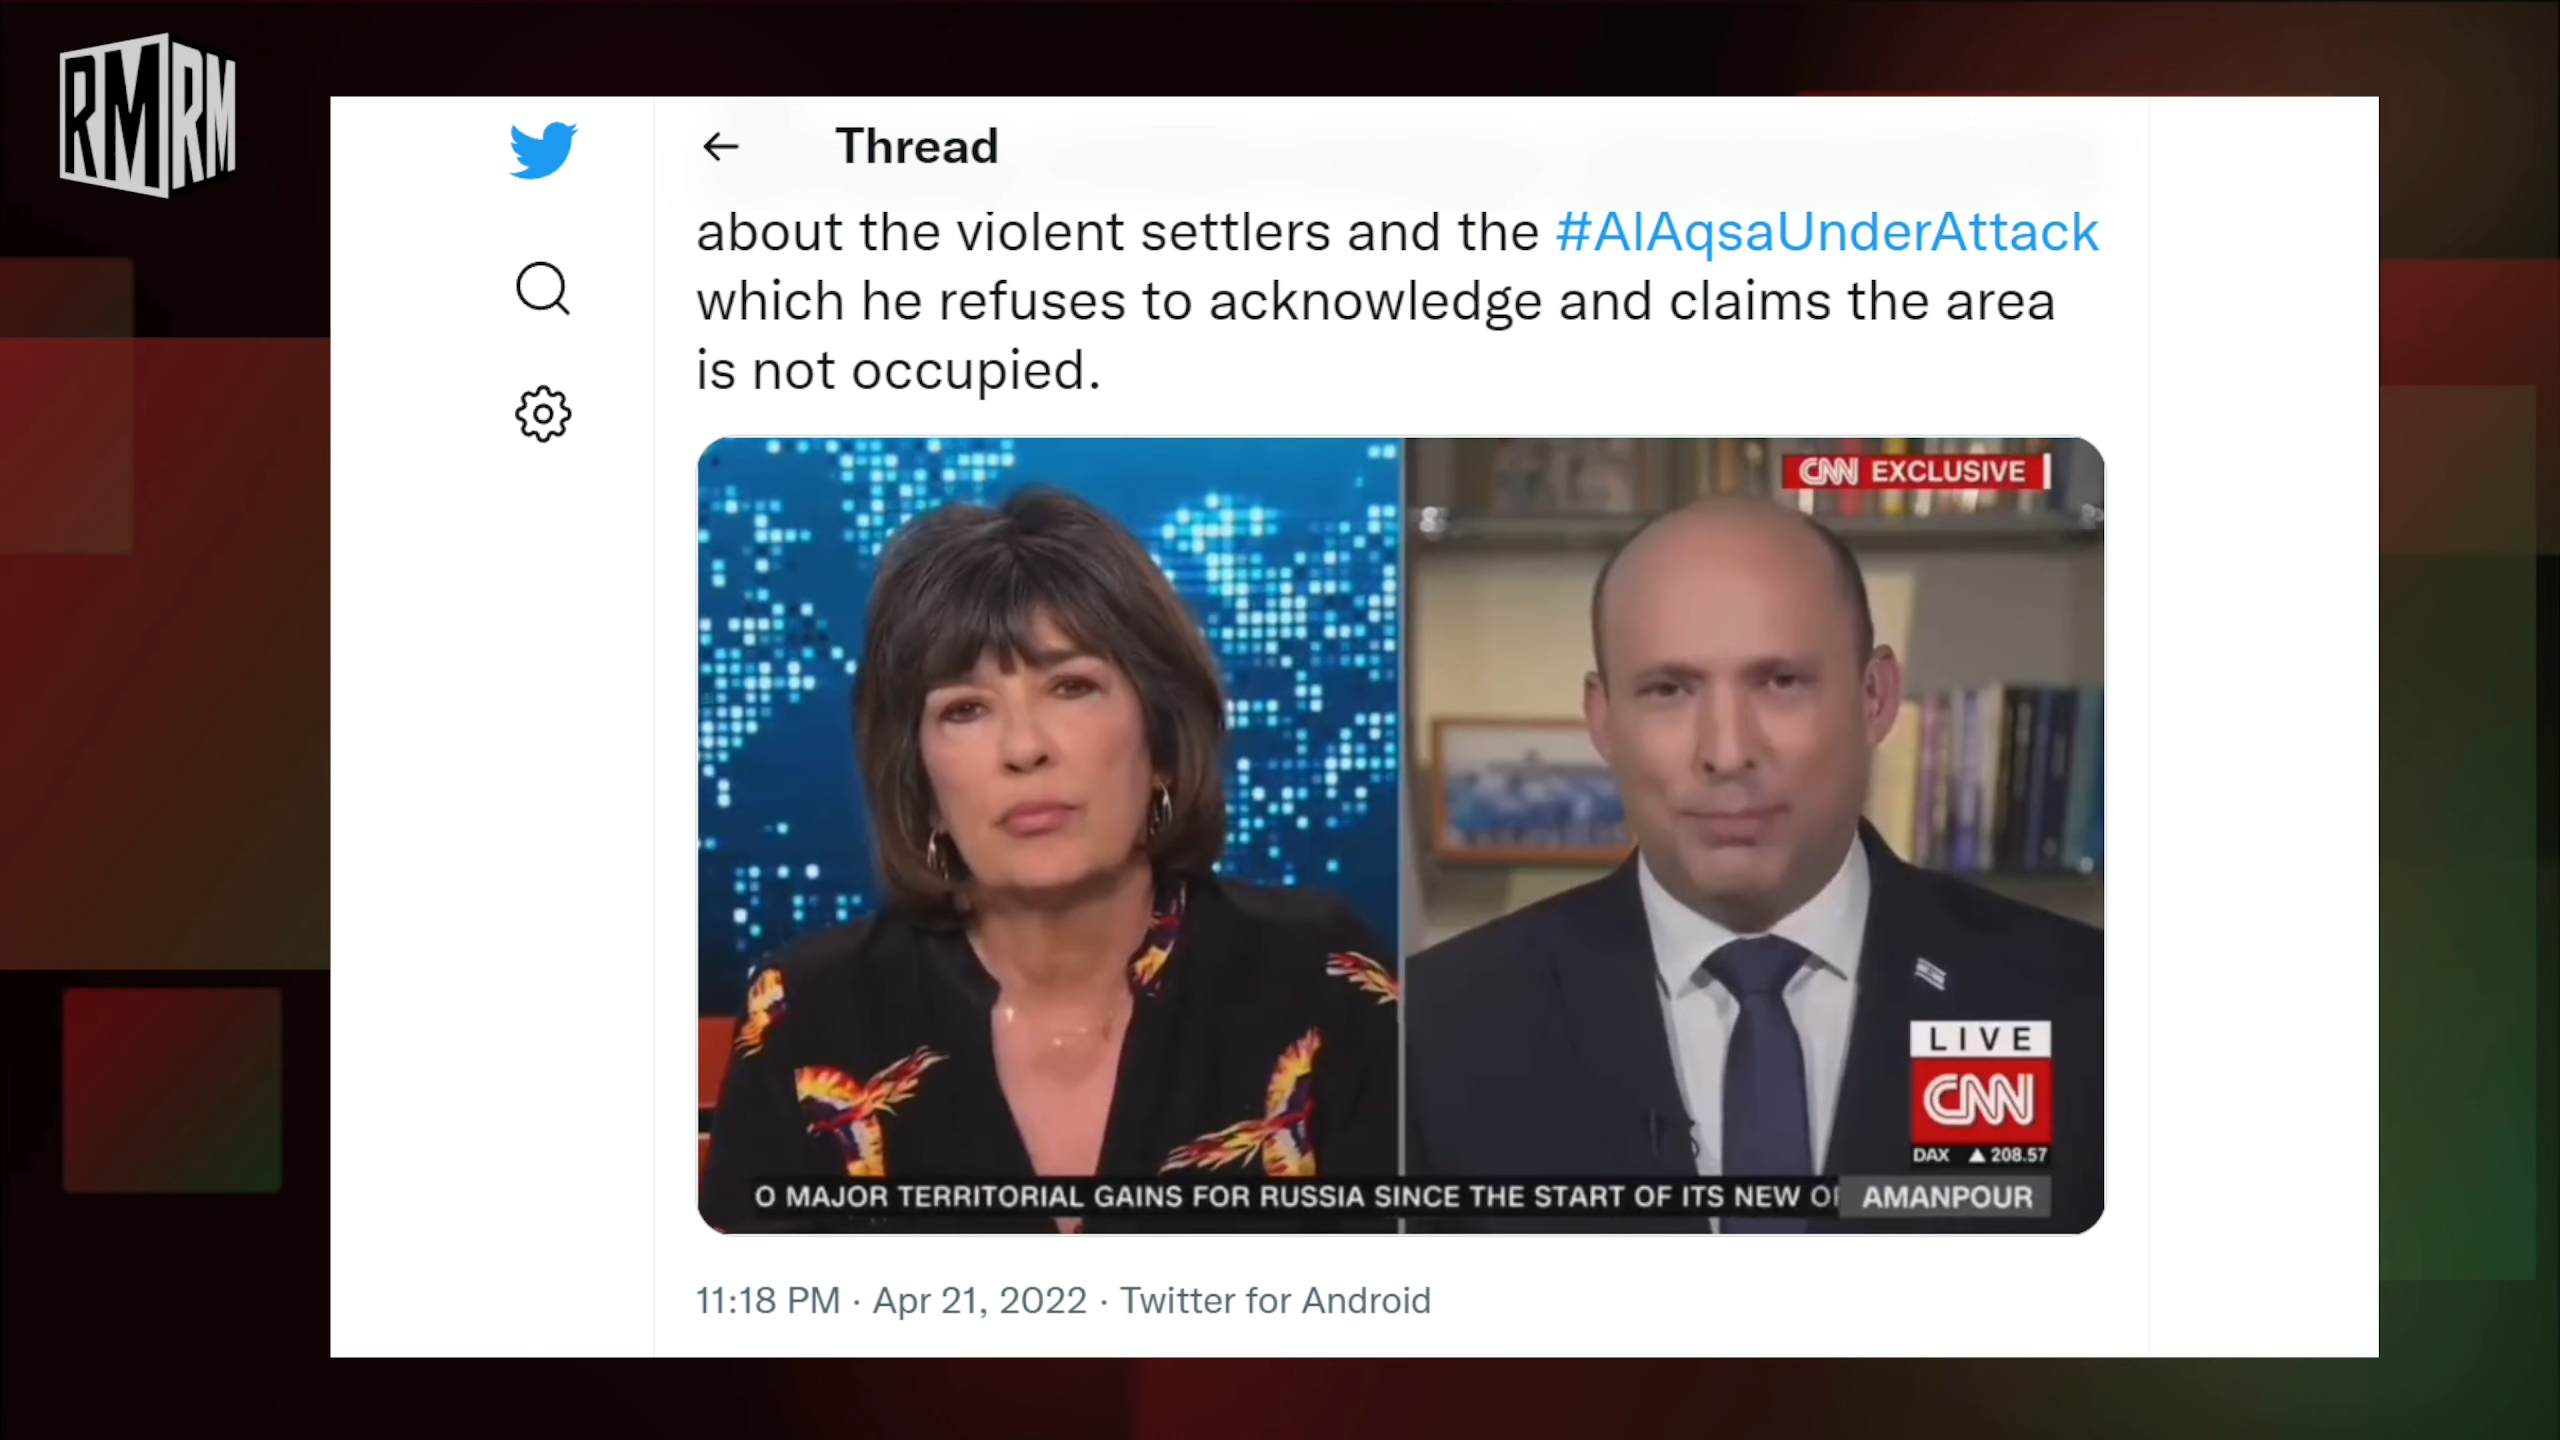 RMRM
Thread
about the violent settlers and the #AlAqsaUnderAttack
which he refuses to acknowledge and claims the area
is not occupied.
CNN EXCLUSIVE
LIVE
CNN
DAX ▲ 208.57
O MAJOR TERRITORIAL GAINS FOR RUSSIA SINCE THE START OF ITS NEW
AMANPOUR
11:18 PM · Apr 21, 2022 · Twitter for Android